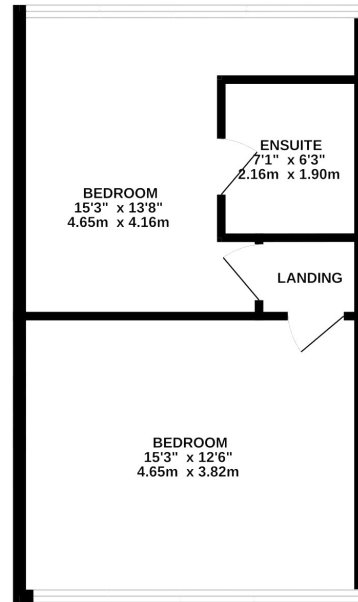 ENSUITE
7'1" x 6'3"
2.16m x 1.90m
BEDROOM
15'3" x 13'8"
4.65m x 4.16m
LANDING
BEDROOM
15'3" x 12'6"
4.65m x 3.82m